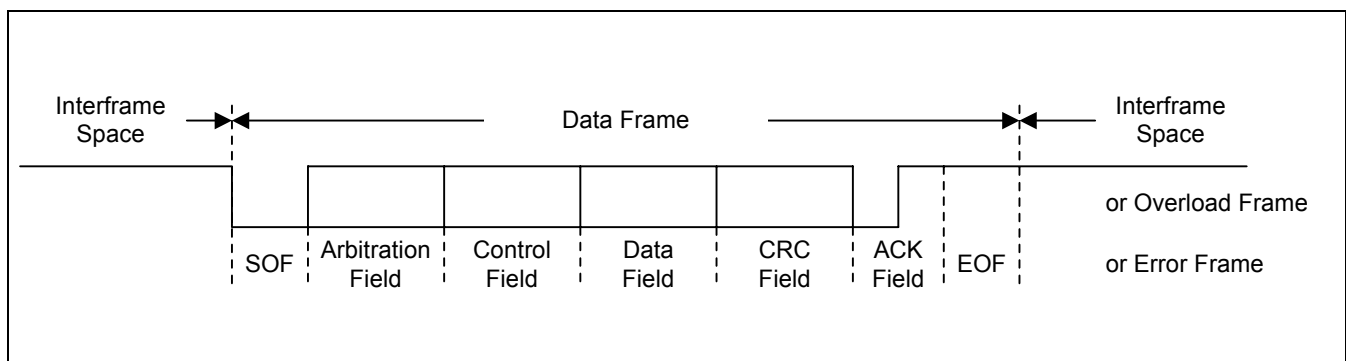 Interframe
Space
Data Frame
Interframe
Space
or Overload Frame
SOF
Arbitration
Field
Control
Field
Data
Field
CRC
Field
ACK
Field
EOF
or Error Frame